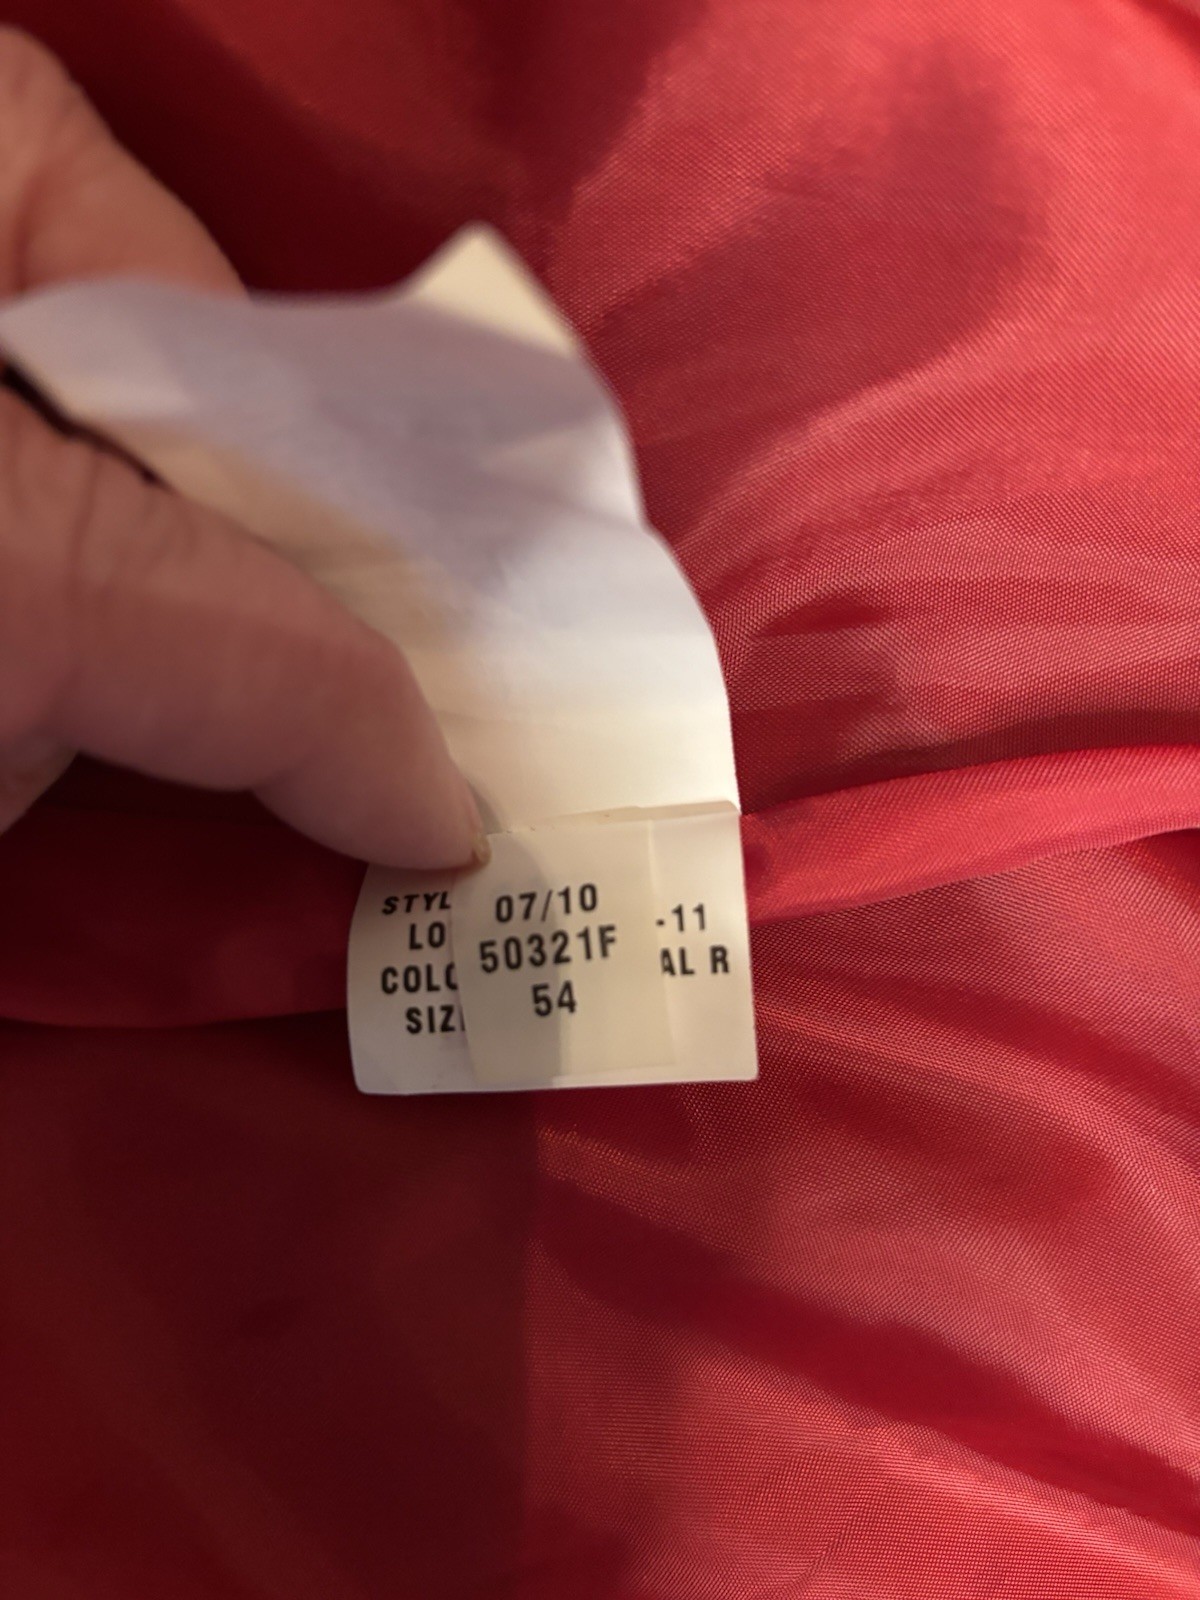 STYL
LO
COLO
SIZ
07/10
50321F
54
-11
AL R